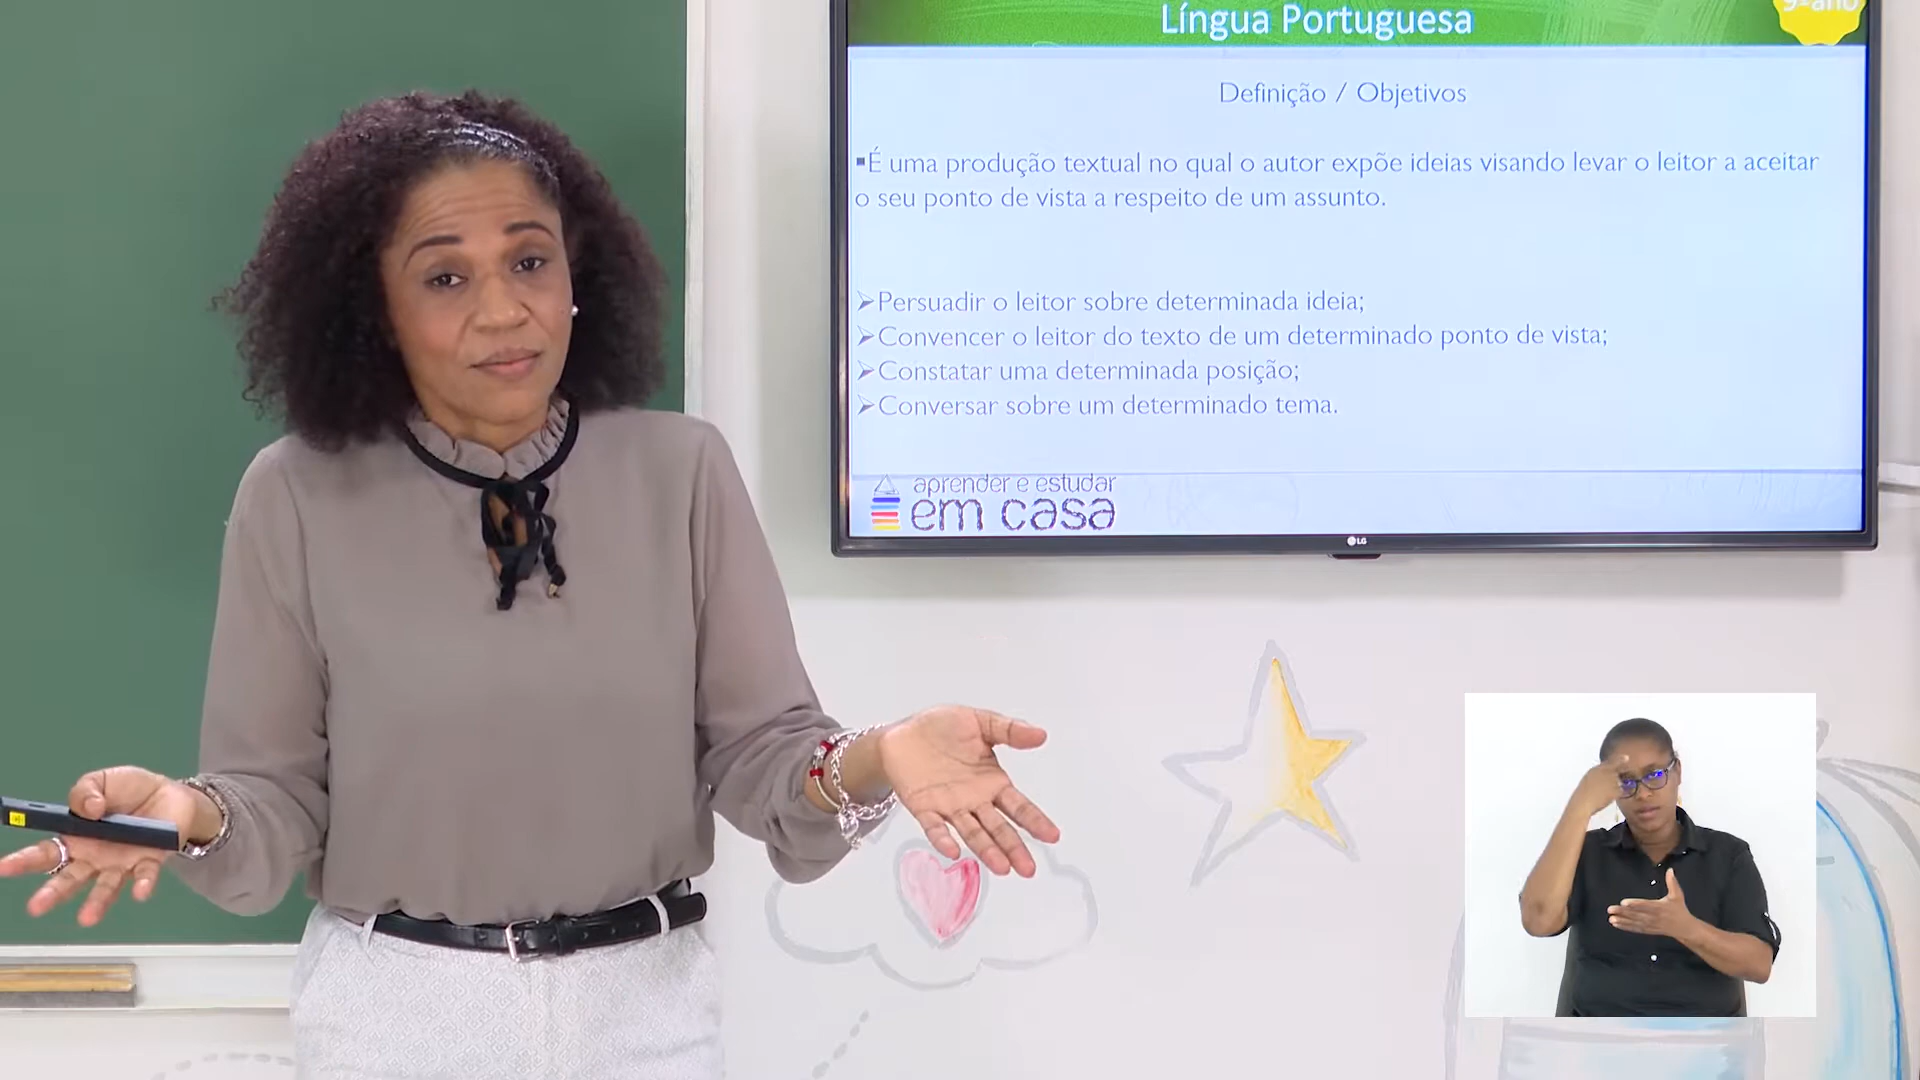 Língua Portuguesa
9º ano
Definição / Objetivos
▪É uma produção textual no qual o autor expõe ideias visando levar o leitor a aceitar
o seu ponto de vista a respeito de um assunto.
➢Persuadir o leitor sobre determinada ideia;
➢Convencer o leitor do texto de um determinado ponto de vista;
➢Constatar uma determinada posição;
➢Conversar sobre um determinado tema.
aprender e estudar
em casa
LG